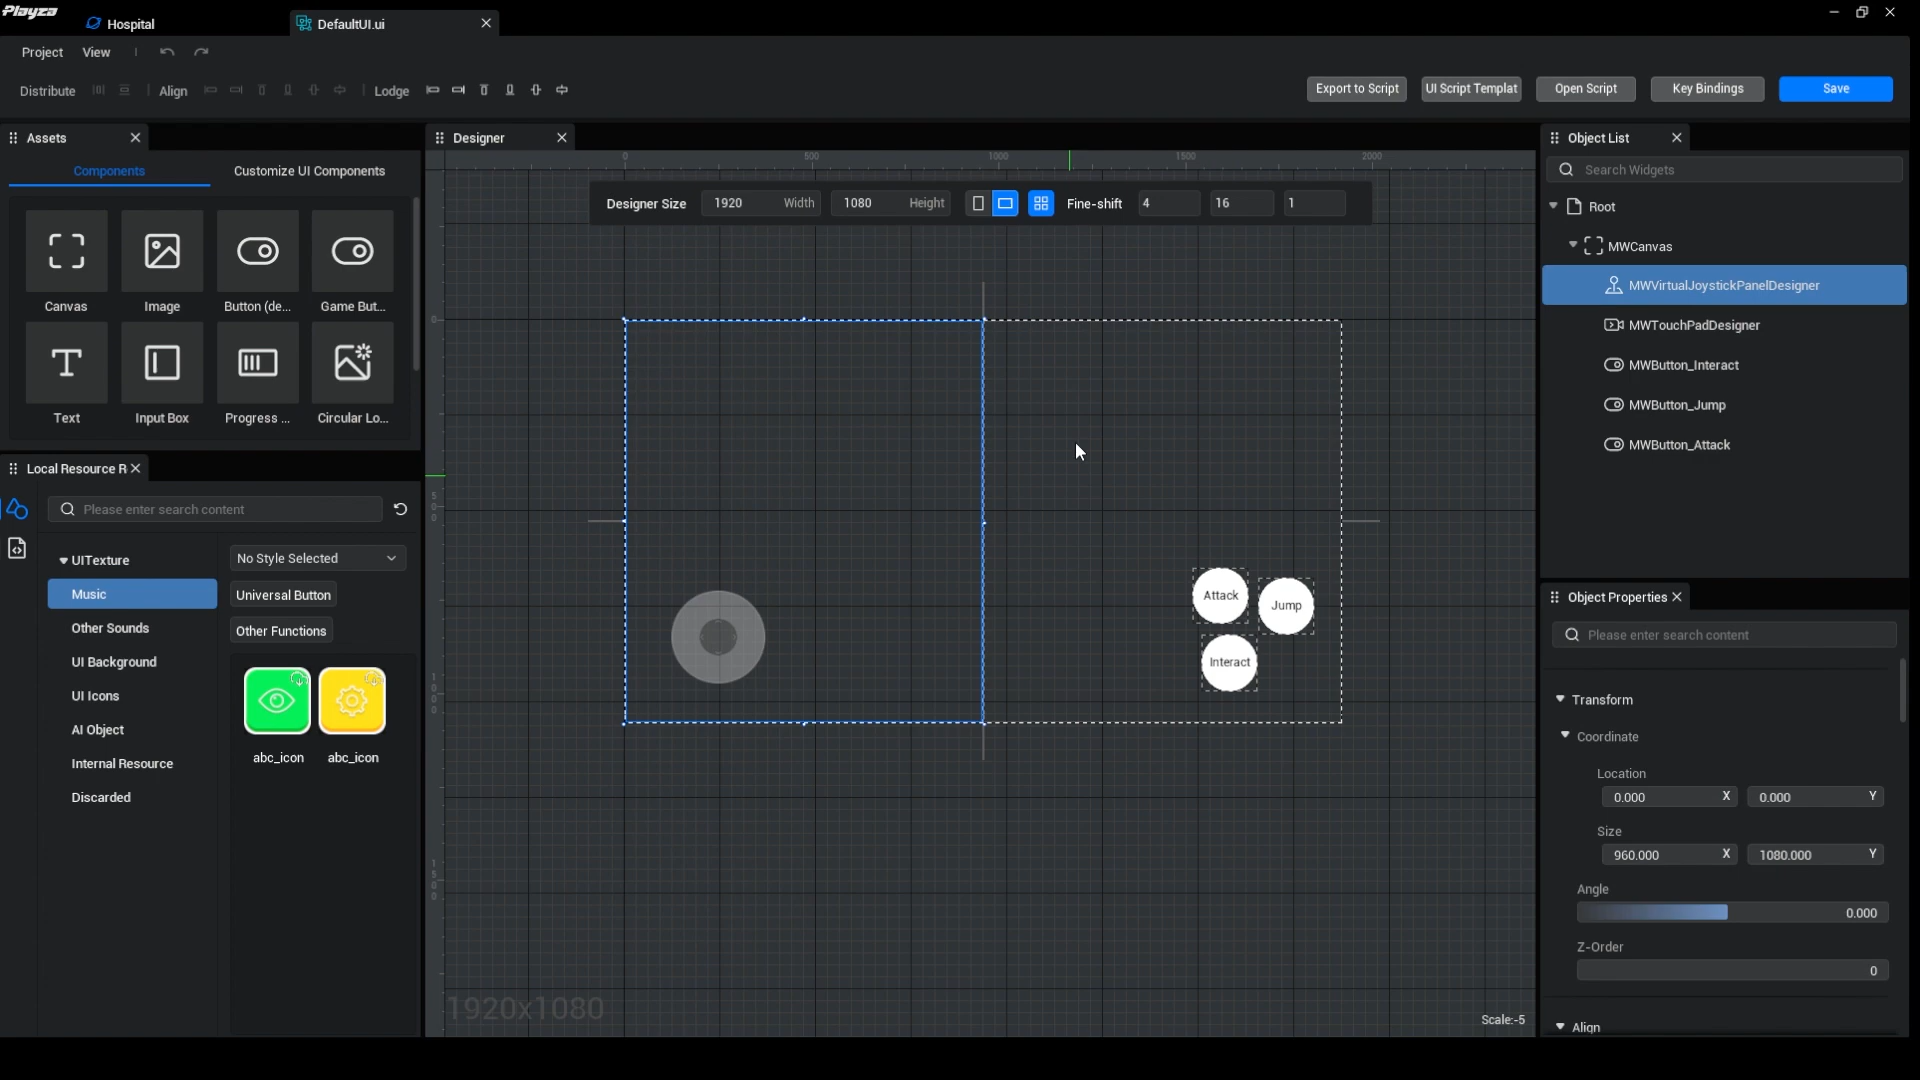 Playza
Hospital
DefaultUI.ui
Project View
Distribute Align Lodge
Export to Script UI Script Templat Open Script Key Bindings Save
Assets
Components Customize UI Components
Canvas Image Button (de... Game But...
Text Input Box Progress ... Circular Lo...
Local Resource R
Please enter search content
UITexture
Music
Other Sounds
UI Background
UI Icons
AI Object
Internal Resource
Discarded
No Style Selected
Universal Button
Other Functions
abc_icon abc_icon
Designer
0 500 1000 1500 2000
Designer Size 1920 Width 1080 Height Fine-shift 4 16 1
0
500
1000
1500
Attack
Jump
Interact
1920x1080
Scale:-5
Object List
Search Widgets
Root
MWCanvas
MWVirtualJoystickPanelDesigner
MWTouchPadDesigner
MWButton_Interact
MWButton_Jump
MWButton_Attack
Object Properties
Please enter search content
Transform
Coordinate
Location
0.000 X 0.000 Y
Size
960.000 X 1080.000 Y
Angle
0.000
Z-Order
0
Align